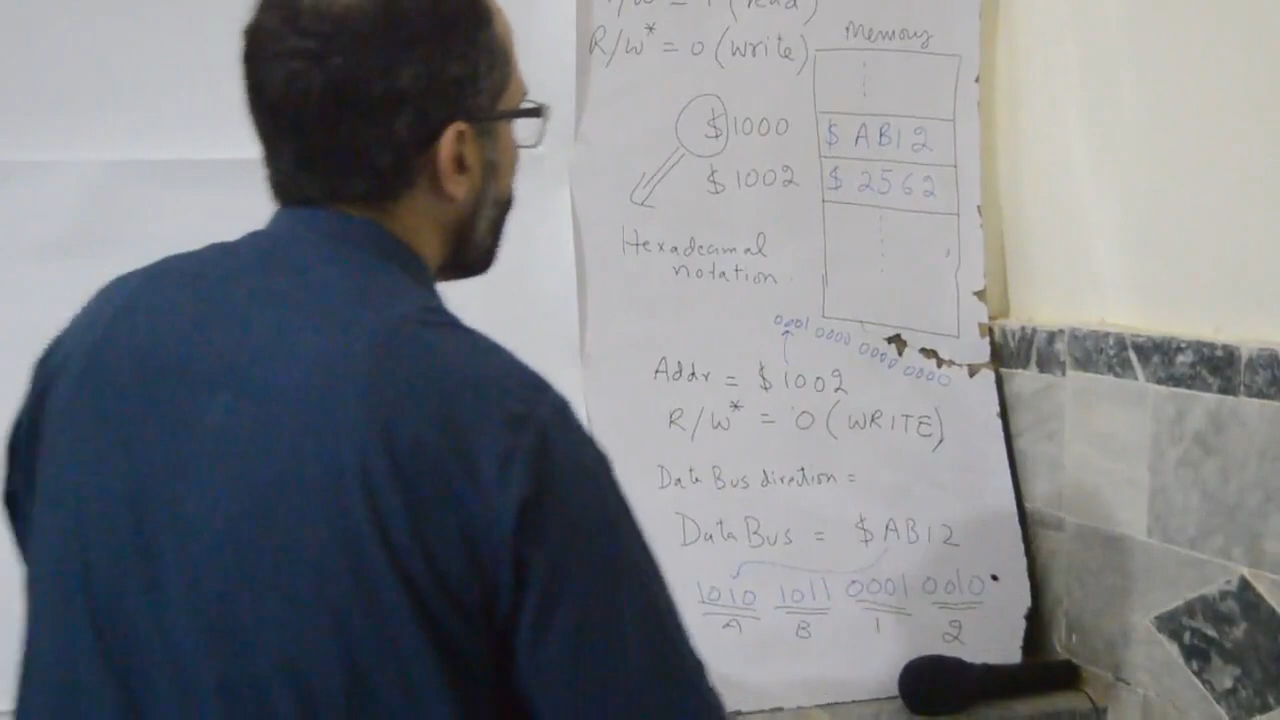 R/W* = 1 (read)
R/W* = 0 (write)
Memory
$1000
$ AB12
$1002
$ 2562
Hexadecimal
notation.
0001 0000 0000 0000
Addr = $1002
R/W* = 0 (WRITE)
Data Bus direction =
Data Bus = $AB12
1010 1011 0001 0010
A B 1 2